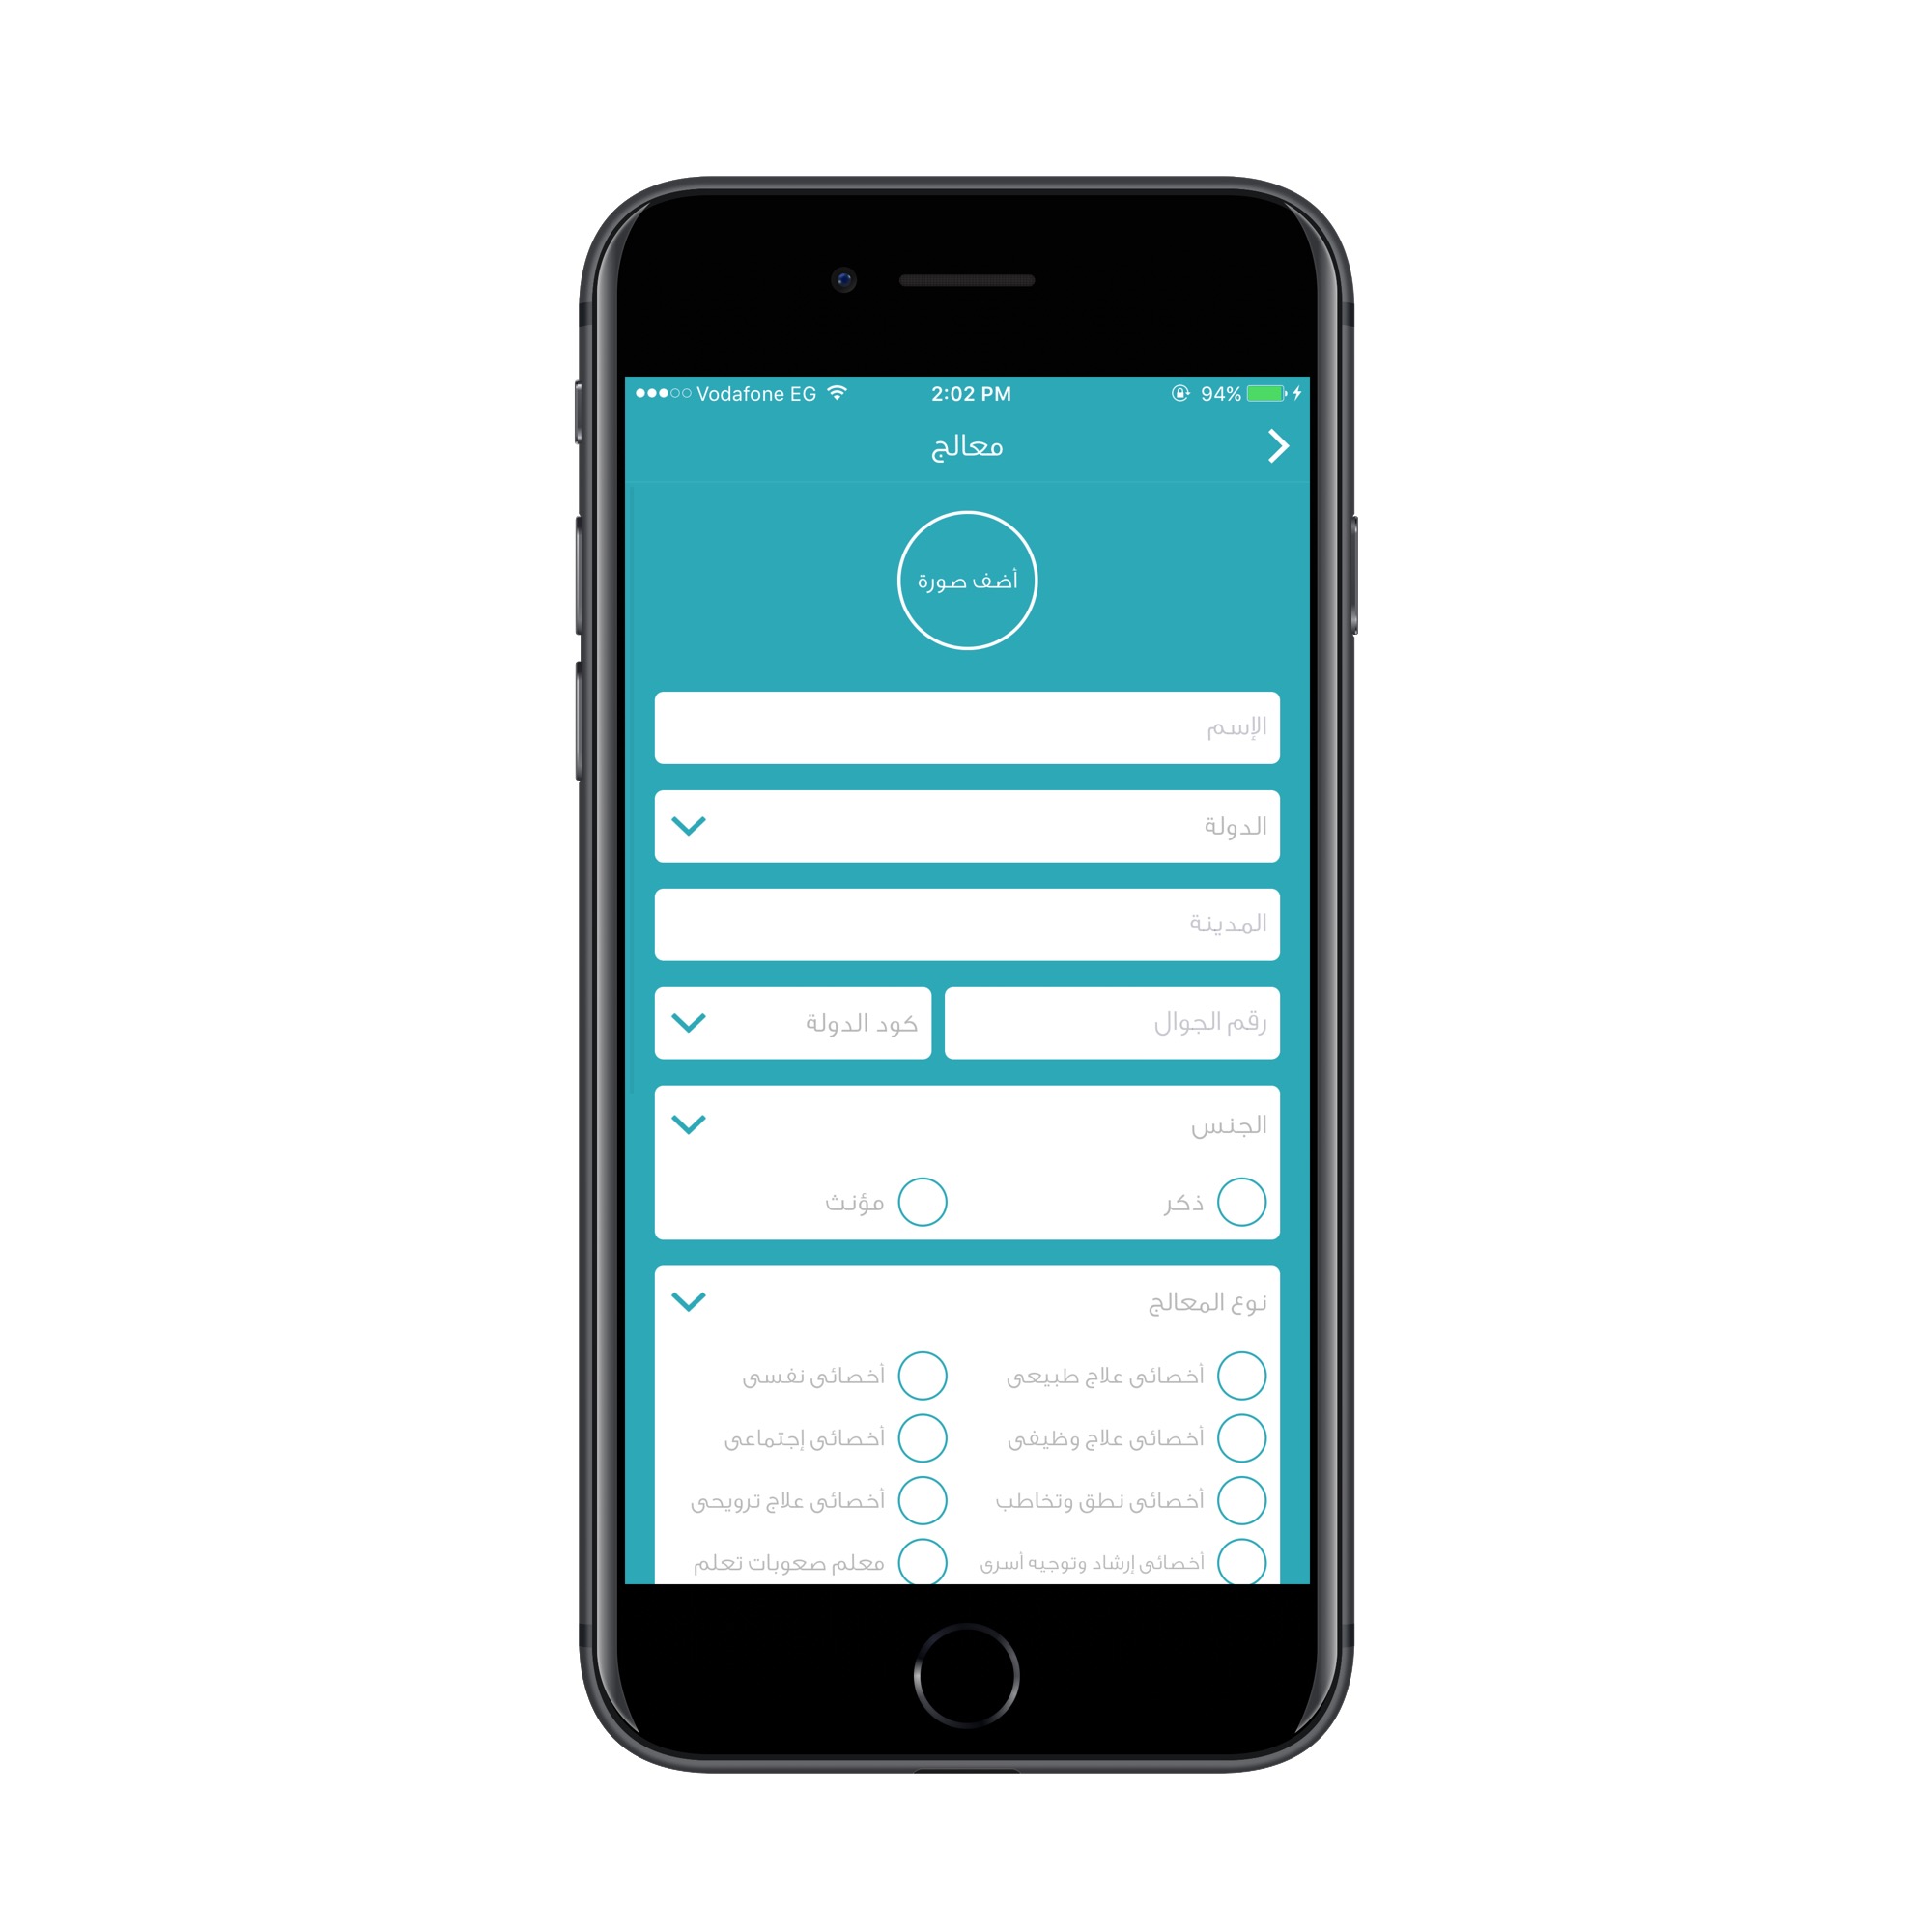 Vodafone EG 2:02 PM 94%
معالج
أضف صورة
الإسم
الدولة
المدينة
رقم الجوال كود الدولة
الجنس
ذكر مؤنث
نوع المعالج
أخصائى علاج طبيعى أخصائى نفسى
أخصائى علاج وظيفى أخصائى إجتماعى
أخصائى نطق وتخاطب أخصائى علاج ترويحى
أخصائى إرشاد وتوجيه أسرى معلم صعوبات تعلم